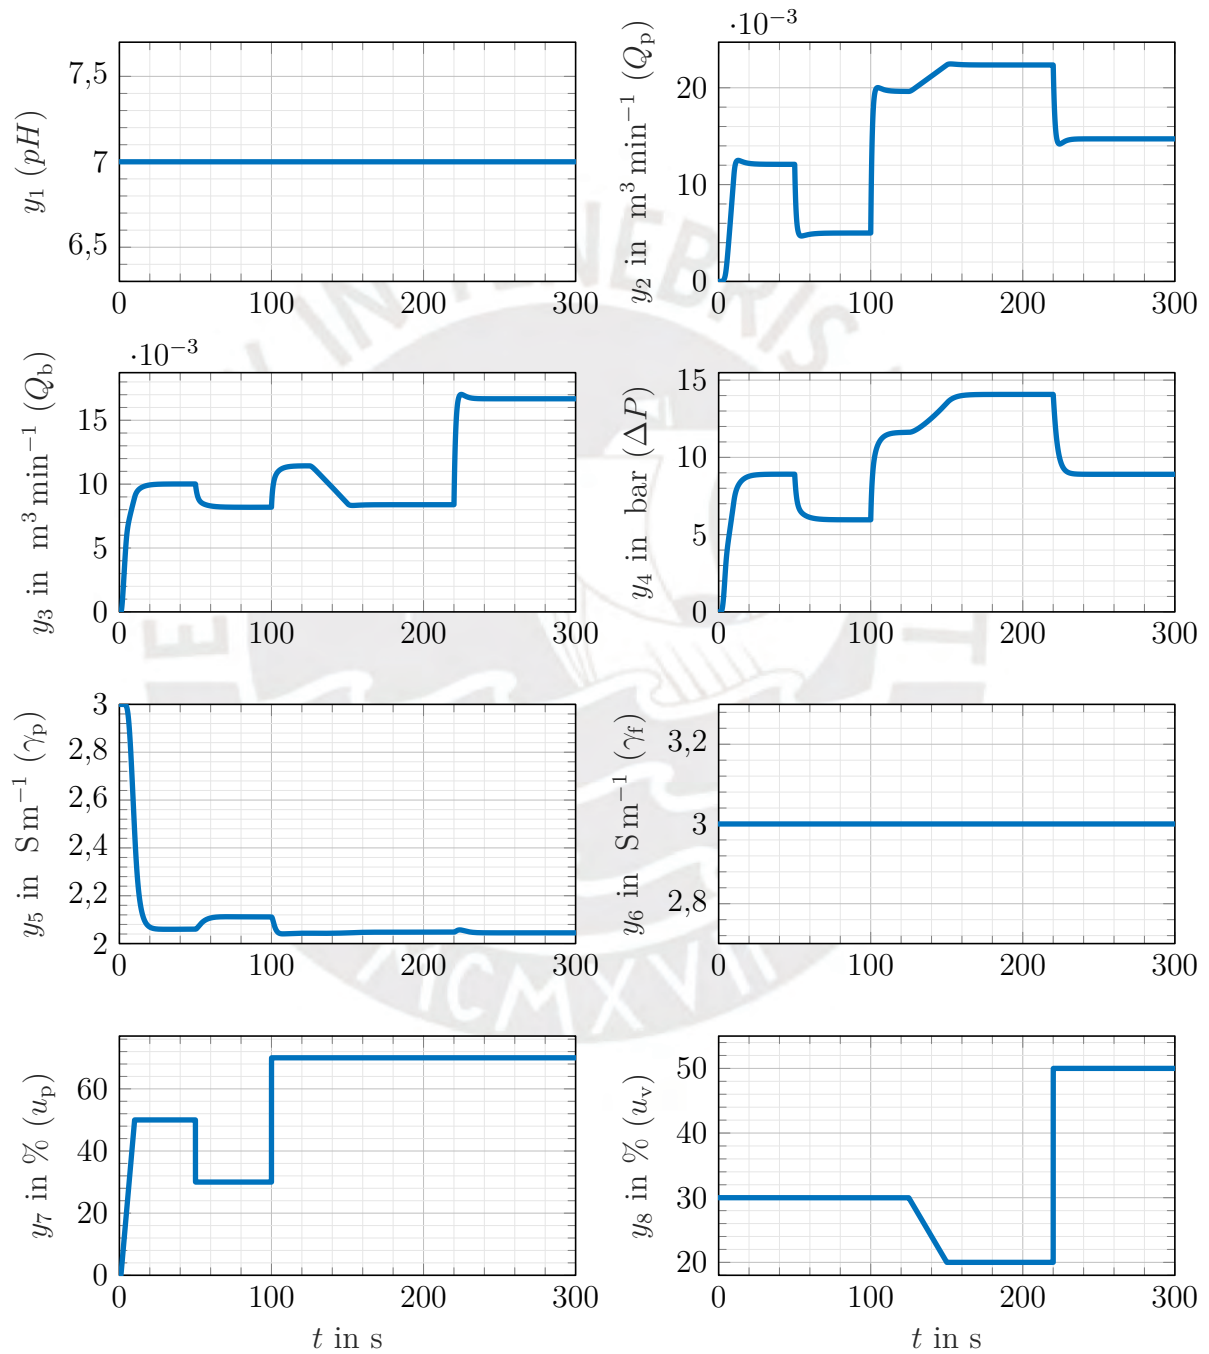 y1 (pH)
7,5
7
6,5
0 100 200 300
y2 in m³ min⁻¹ (Qp)
·10⁻³
20
10
0
0 100 200 300
y3 in m³ min⁻¹ (Qb)
·10⁻³
15
10
5
0
0 100 200 300
y4 in bar (ΔP)
15
10
5
0
0 100 200 300
y5 in S m⁻¹ (γp)
3
2,8
2,6
2,4
2,2
2
0 100 200 300
y6 in S m⁻¹ (γf)
3,2
3
2,8
0 100 200 300
y7 in % (up)
60
40
20
0
0 100 200 300
t in s
y8 in % (uv)
50
40
30
20
0 100 200 300
t in s
MCMXVII